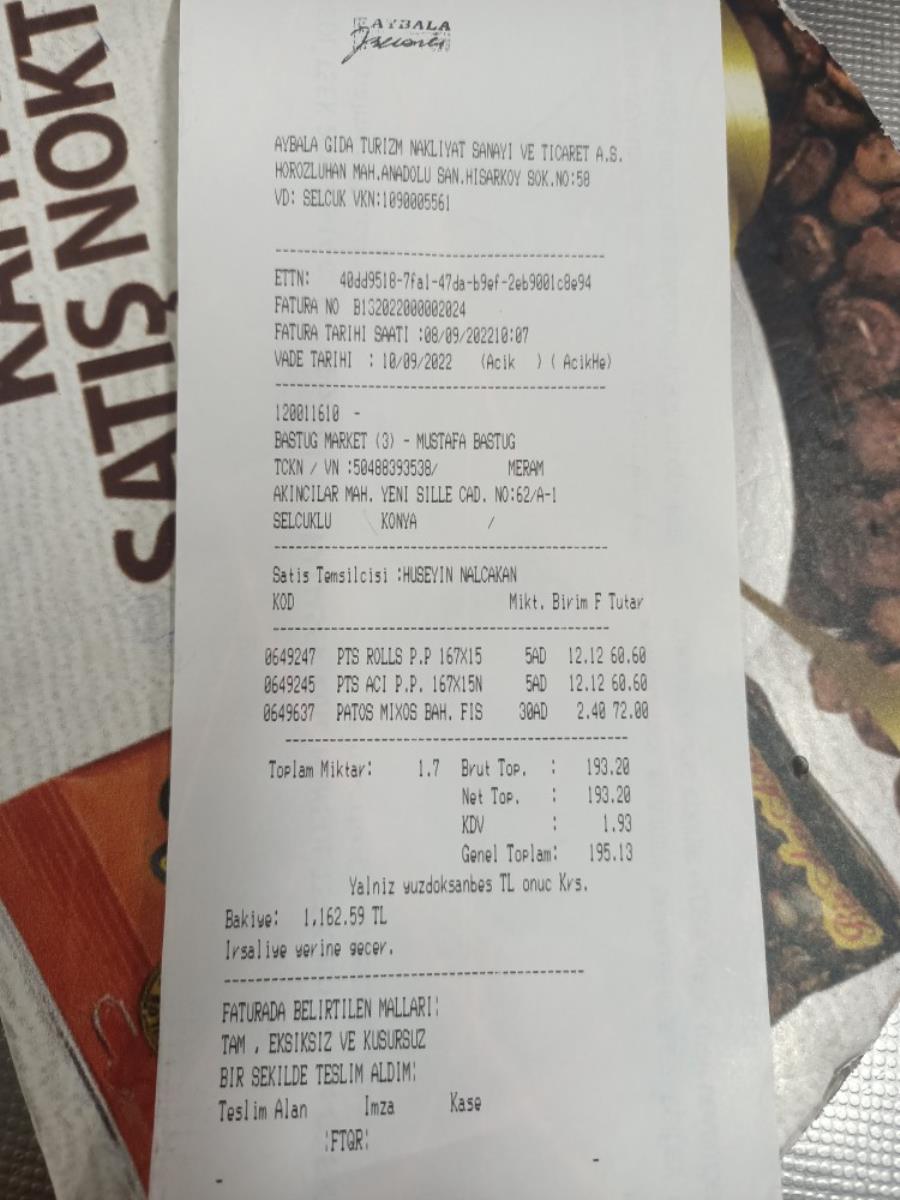 AYBALA
AYBALA GIDA TURIZM NAKLIYAT SANAYI VE TICARET A.S.
HOROZLUHAN MAH.ANADOLU SAN.HISARKOY SOK.NO:58
VD: SELCUK VKN:1090005561
ETTN: 40dd9518-7fa1-47da-b9ef-2eb9001c8e94
FATURA NO B132022000002024
FATURA TARIHI SAATI :08/09/202210:07
VADE TARIHI : 10/09/2022 (Acik ) ( AcikHe)
120011610 -
BASTUG MARKET (3) - MUSTAFA BASTUG
TCKN / VN :50488393538/ MERAM
AKINCILAR MAH. YENI SILLE CAD. NO:62/A-1
SELCUKLU \ KONYA /
Satis Temsilcisi :HUSEYIN NALCAKAN
KOD Mikt. Birim F Tutar
0649247 PTS ROLLS P.P 167X15 5AD 12.12 60.60
0649245 PTS ACI P.P. 167X15N 5AD 12.12 60.60
0649637 PATOS MIXOS BAH. FIS 30AD 2.40 72.00
Toplam Miktar: 1.7 Brut Top. : 193.20
Net Top. : 193.20
KDV : 1.93
Genel Toplam: 195.13
Yalniz yuzdoksanbes TL onuc Krs.
Bakiye: 1,162.59 TL
Irsaliye yerine gecer.
FATURADA BELIRTILEN MALLARI¦
TAM , EKSIKSIZ VE KUSURSUZ
BIR SEKILDE TESLIM ALDIM¦
Teslim Alan Imza Kase
¦FTQR¦
SATIŞ NOKT